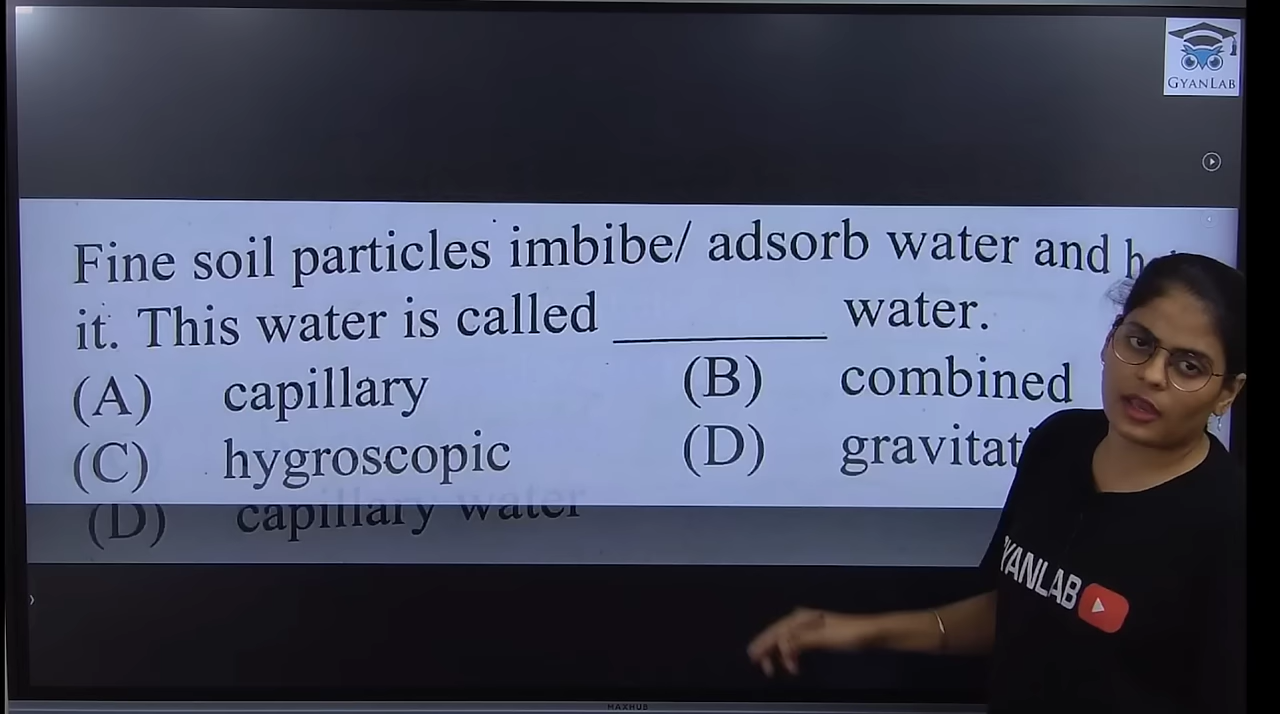 GYANLAB
Fine soil particles imbibe/ adsorb water and
it. This water is called ________ water.
(A) capillary (B) combined
(C) hygroscopic (D)
(D) capillary water
YANLAB
MAXHUB